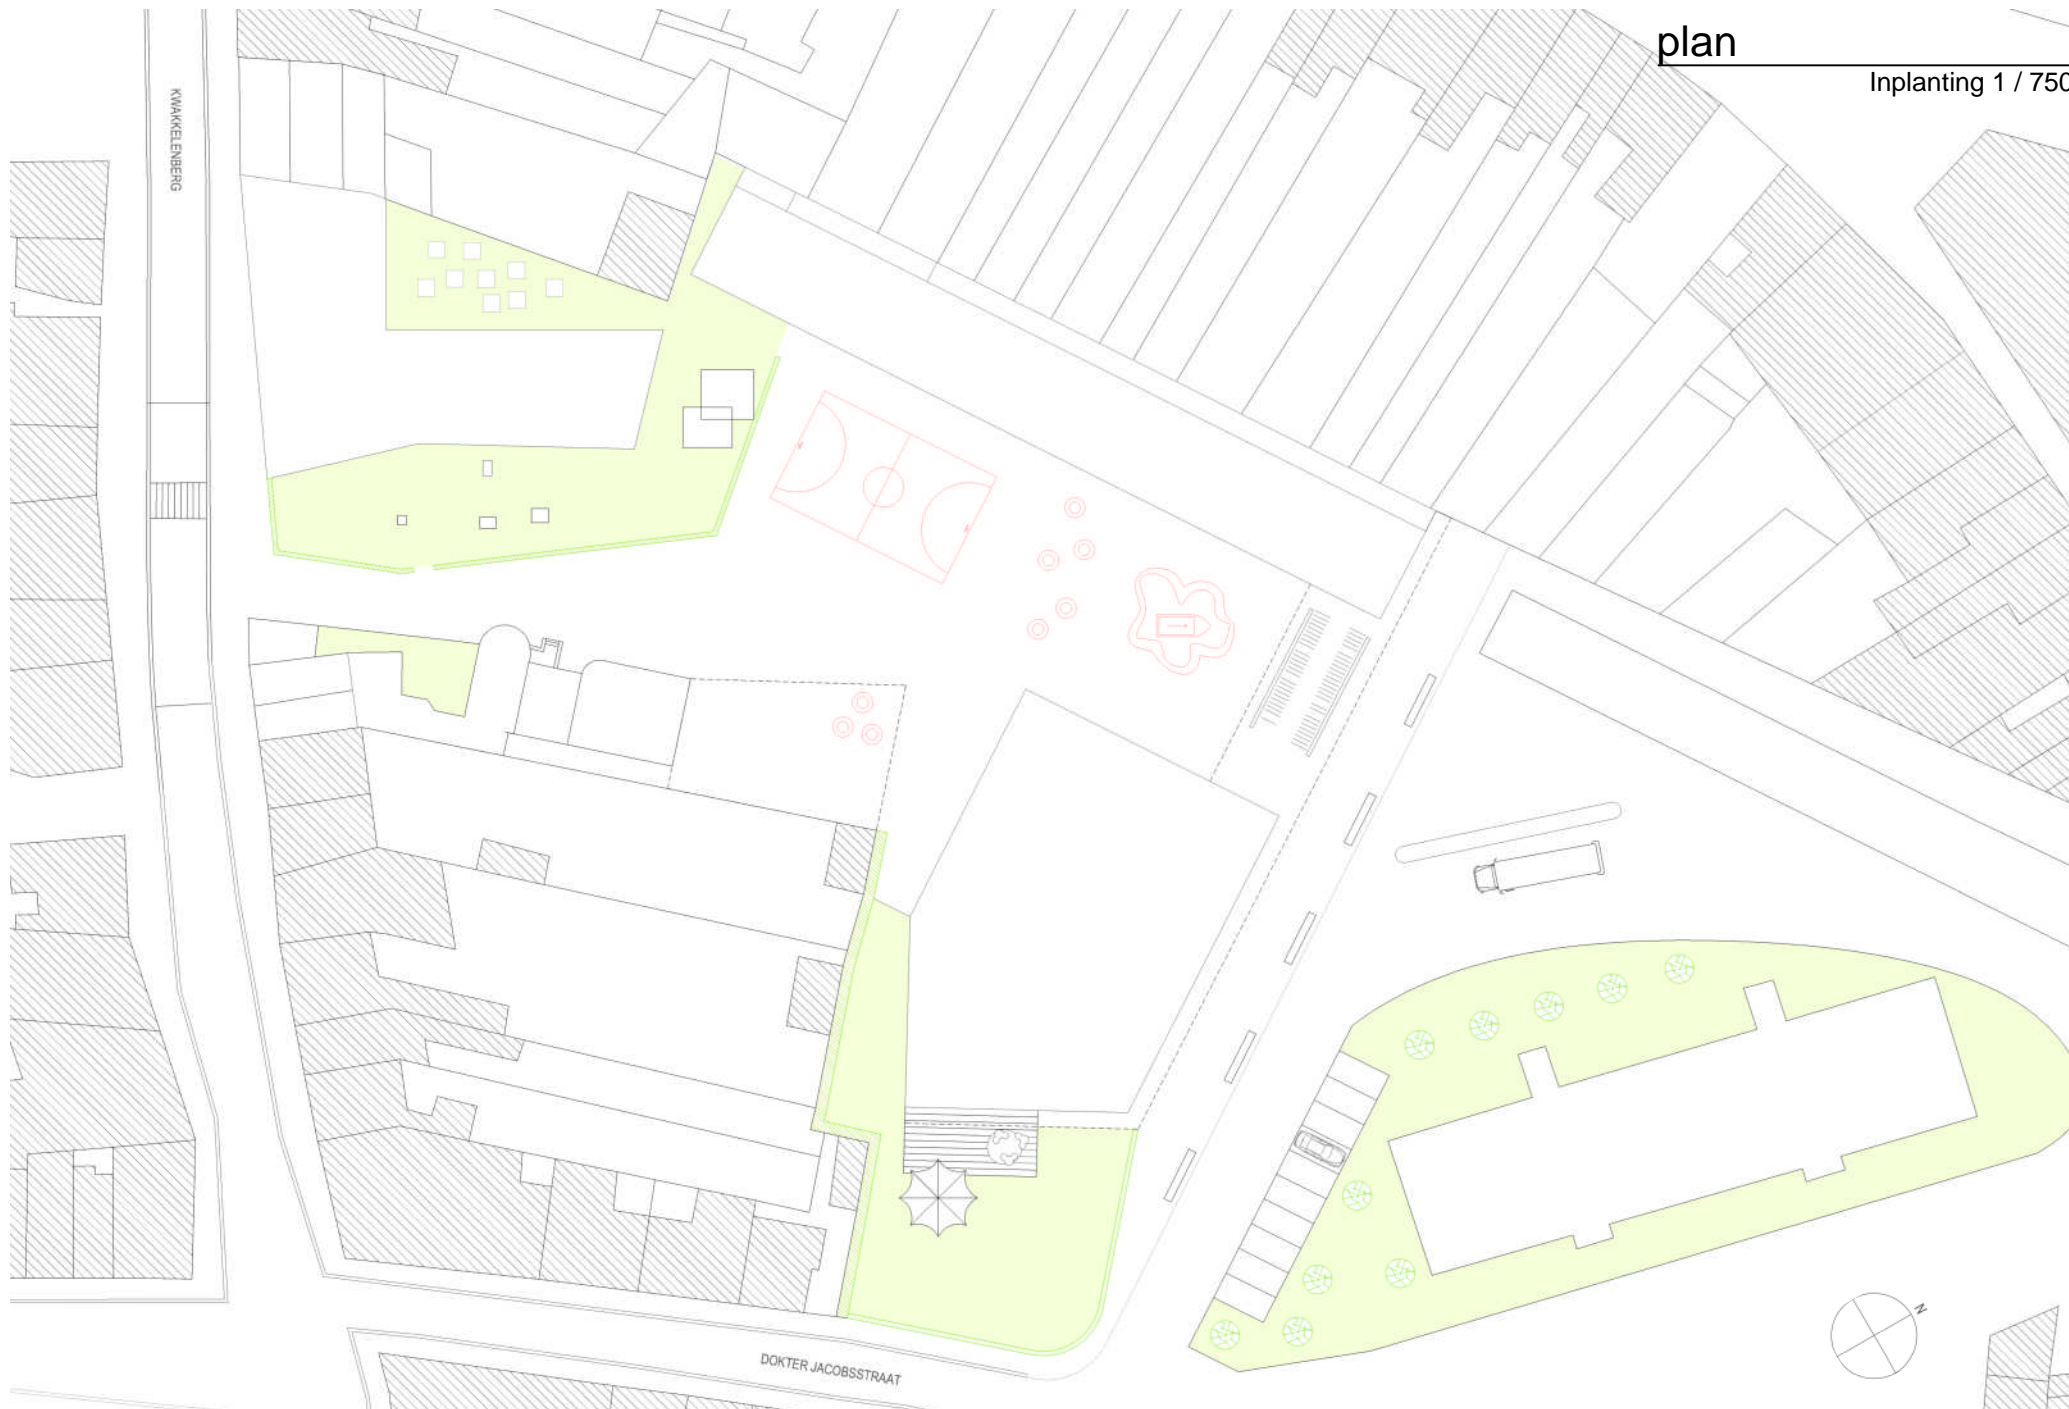 plan
Inplanting 1 / 750
KWAKKELENBERG
DOKTER JACOBSSTRAAT
N